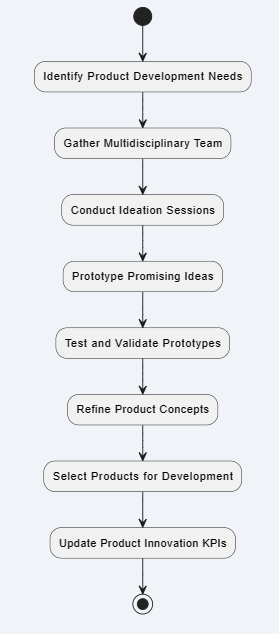 Identify Product Development Needs
Gather Multidisciplinary Team
Conduct Ideation Sessions
Prototype Promising Ideas
Test and Validate Prototypes
Refine Product Concepts
Select Products for Development
Update Product Innovation KPIs